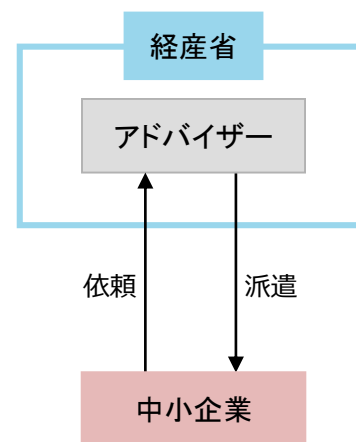 経産省
アドバイザー
依頼
派遣
中小企業